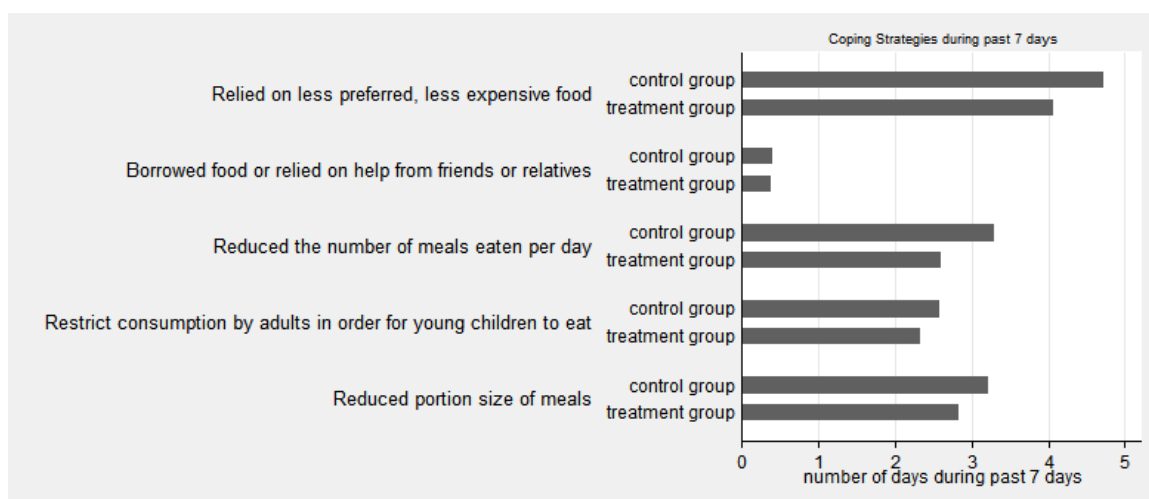 Coping Strategies during past 7 days
Relied on less preferred, less expensive food
control group
treatment group
Borrowed food or relied on help from friends or relatives
control group
treatment group
Reduced the number of meals eaten per day
control group
treatment group
Restrict consumption by adults in order for young children to eat
control group
treatment group
Reduced portion size of meals
control group
treatment group
0 1 2 3 4 5
number of days during past 7 days